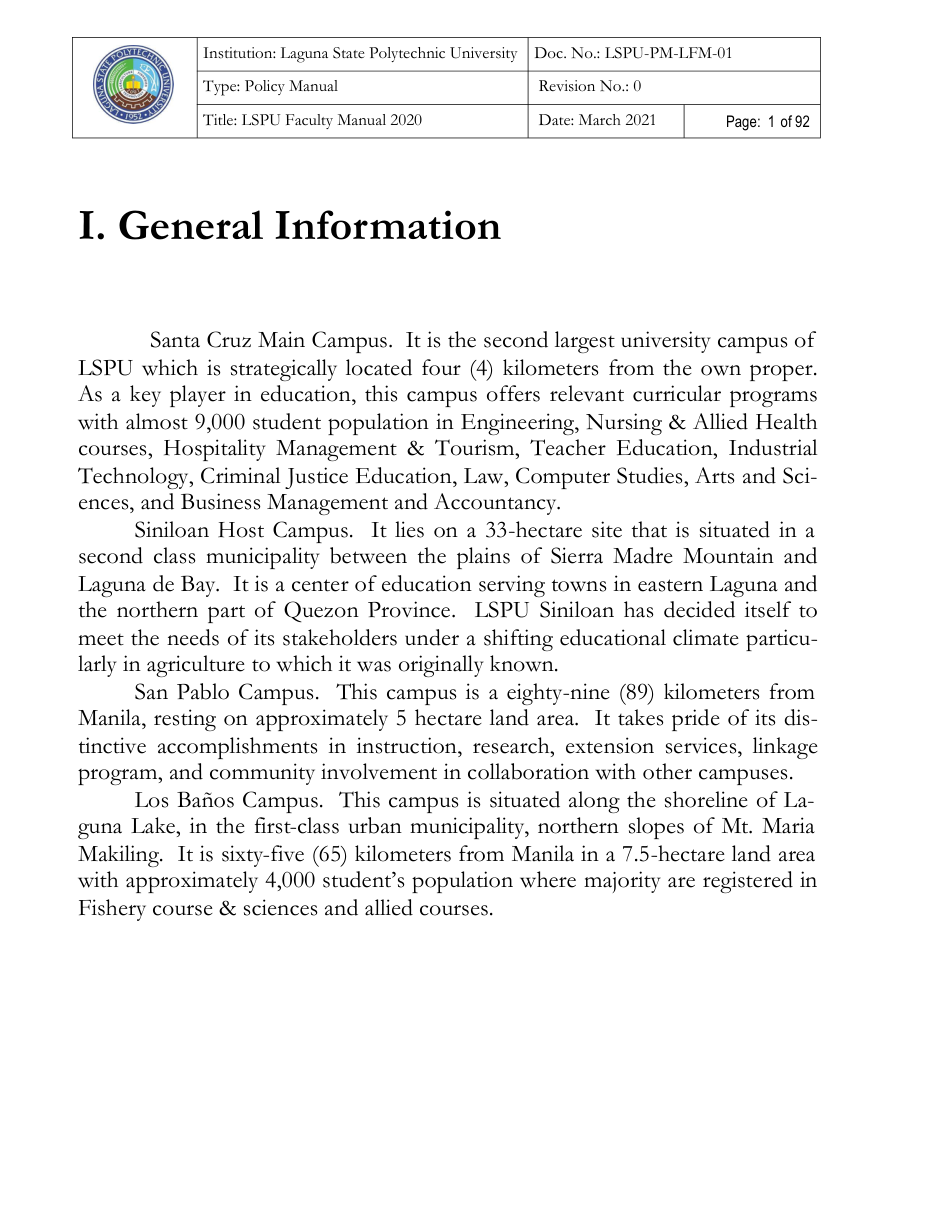 LAGUNA STATE POLYTECHNIC UNIVERSITY
1952
Institution: Laguna State Polytechnic University
Doc. No.: LSPU-PM-LFM-01
Type: Policy Manual
Revision No.: 0
Title: LSPU Faculty Manual 2020
Date: March 2021
Page: 1 of 92
I. General Information
Santa Cruz Main Campus. It is the second largest university campus of
LSPU which is strategically located four (4) kilometers from the own proper.
As a key player in education, this campus offers relevant curricular programs
with almost 9,000 student population in Engineering, Nursing & Allied Health
courses, Hospitality Management & Tourism, Teacher Education, Industrial
Technology, Criminal Justice Education, Law, Computer Studies, Arts and Sci-
ences, and Business Management and Accountancy.
Siniloan Host Campus. It lies on a 33-hectare site that is situated in a
second class municipality between the plains of Sierra Madre Mountain and
Laguna de Bay. It is a center of education serving towns in eastern Laguna and
the northern part of Quezon Province. LSPU Siniloan has decided itself to
meet the needs of its stakeholders under a shifting educational climate particu-
larly in agriculture to which it was originally known.
San Pablo Campus. This campus is a eighty-nine (89) kilometers from
Manila, resting on approximately 5 hectare land area. It takes pride of its dis-
tinctive accomplishments in instruction, research, extension services, linkage
program, and community involvement in collaboration with other campuses.
Los Baños Campus. This campus is situated along the shoreline of La-
guna Lake, in the first-class urban municipality, northern slopes of Mt. Maria
Makiling. It is sixty-five (65) kilometers from Manila in a 7.5-hectare land area
with approximately 4,000 student’s population where majority are registered in
Fishery course & sciences and allied courses.